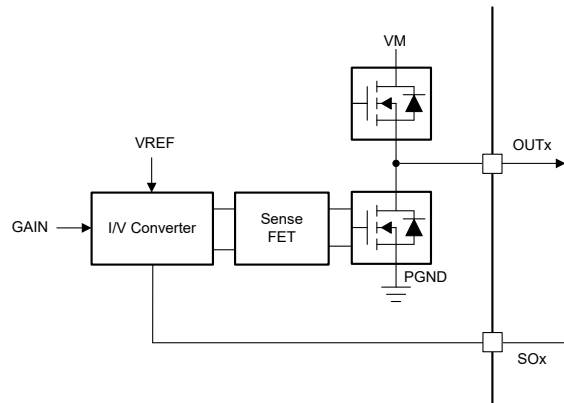 VM
OUTx
VREF
GAIN
I/V Converter
Sense
FET
PGND
SOx